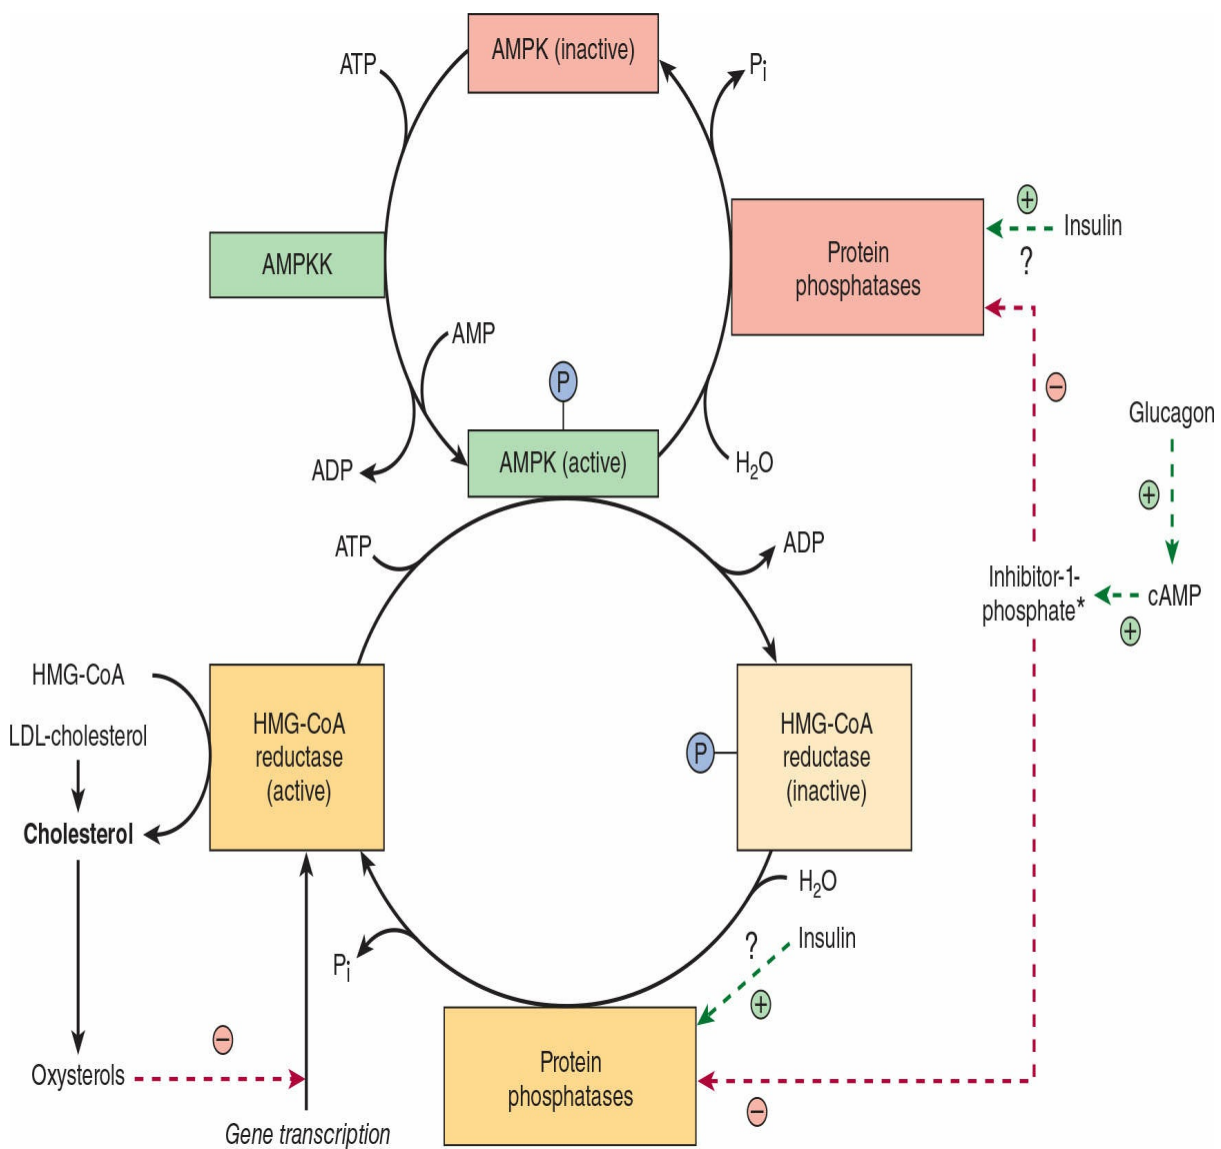 AMPK (inactive)
ATP
Pi
Insulin
+
?
Protein
phosphatases
AMPKK
AMP
P
−
Glucagon
AMPK (active)
ADP
H₂O
+
ATP
ADP
Inhibitor-1-
phosphate*
cAMP
+
HMG-CoA
LDL-cholesterol
Cholesterol
HMG-CoA
reductase
(active)
P
HMG-CoA
reductase
(inactive)
H₂O
Pi
?
Insulin
+
Oxysterols
−
Gene transcription
Protein
phosphatases
−